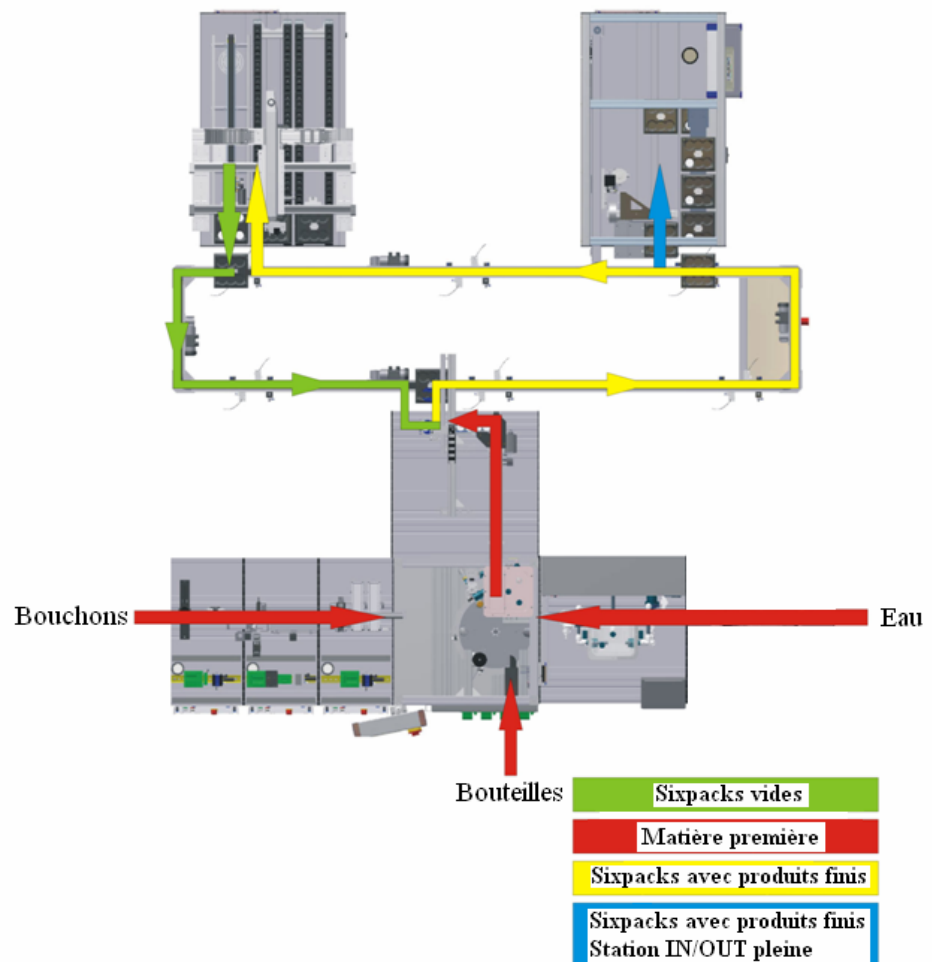 Bouchons
Eau
Bouteilles
Sixpacks vides
Matière première
Sixpacks avec produits finis
Sixpacks avec produits finis
Station IN/OUT pleine